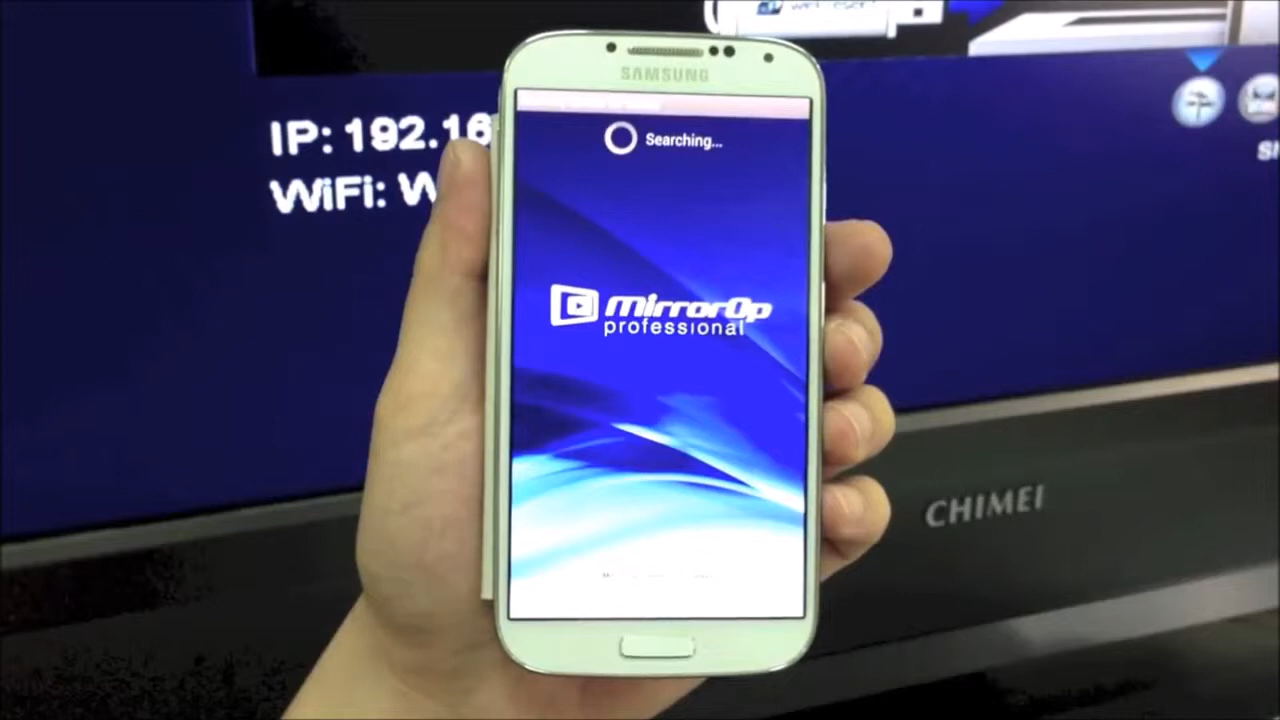 SAMSUNG
IP: 192.16
WiFi: W
Searching...
mirrorOp
professional
CHIMEI